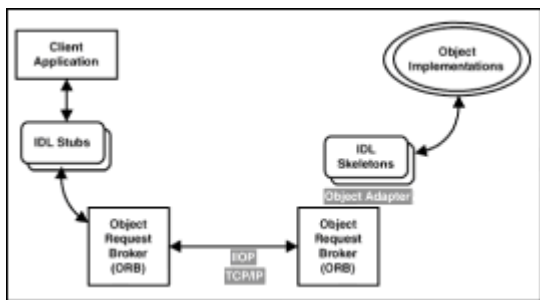 Client
Application
Object
Implementations
IDL Stubs
IDL
Skeletons
Object Adapter
Object
Request
Broker
(ORB)
IIOP
TCP/IP
Object
Request
Broker
(ORB)